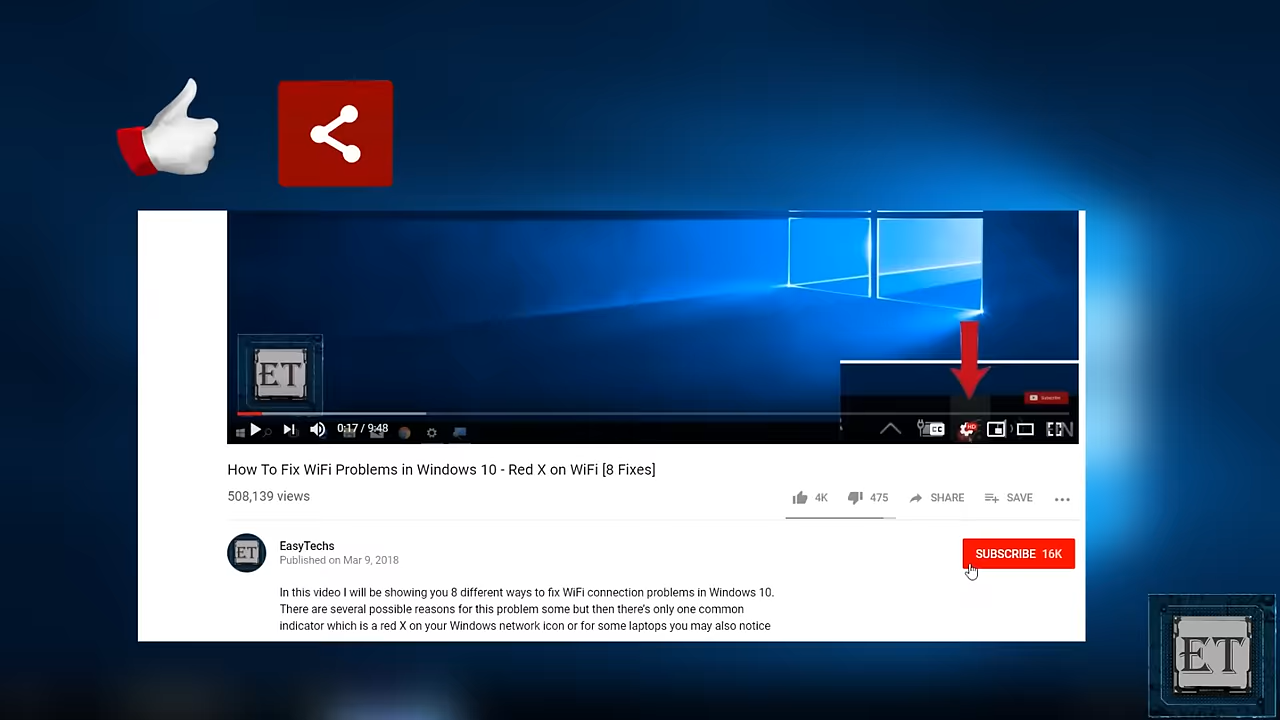 ET
Subscribe
0:17 / 9:48
CC
HD
How To Fix WiFi Problems in Windows 10 - Red X on WiFi [8 Fixes]
508,139 views
4K
475
SHARE
SAVE
ET
EasyTechs
Published on Mar 9, 2018
SUBSCRIBE 16K
In this video I will be showing you 8 different ways to fix WiFi connection problems in Windows 10.
There are several possible reasons for this problem some but then there's only one common
indicator which is a red X on your Windows network icon or for some laptops you may also notice
ET